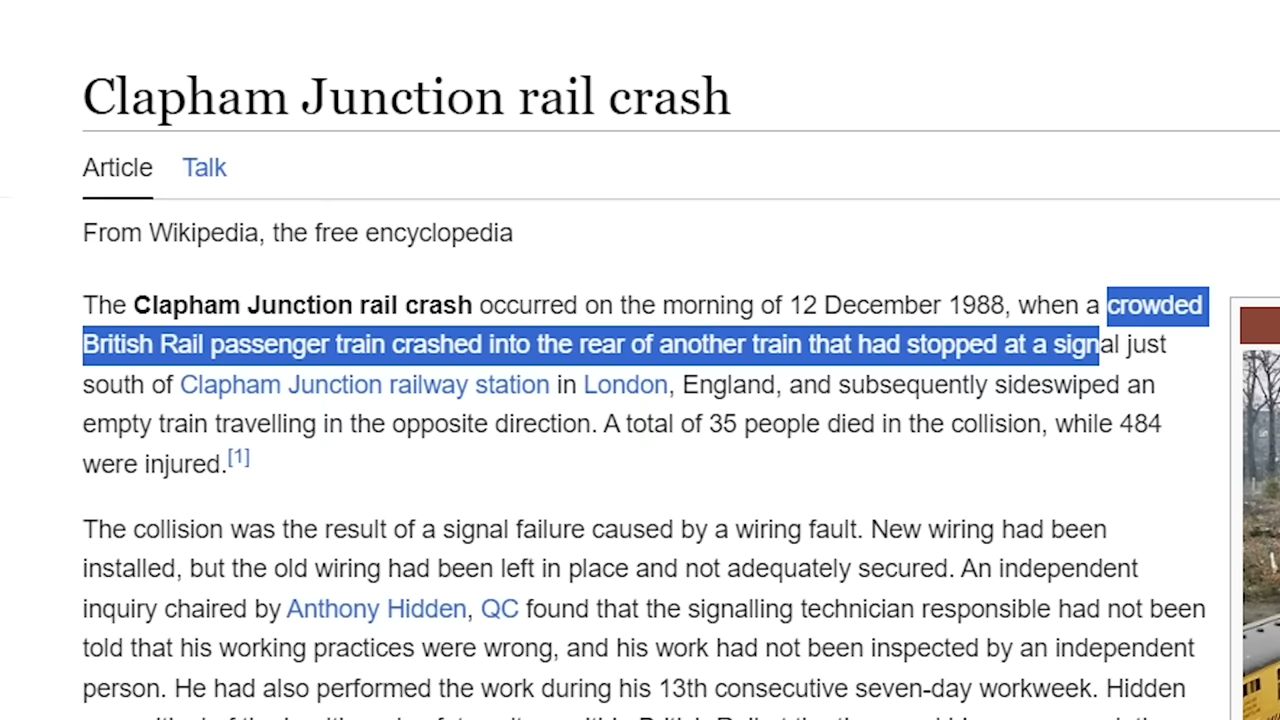 Clapham Junction rail crash
Article Talk
From Wikipedia, the free encyclopedia
The Clapham Junction rail crash occurred on the morning of 12 December 1988, when a crowded
British Rail passenger train crashed into the rear of another train that had stopped at a signal just
south of Clapham Junction railway station in London, England, and subsequently sideswiped an
empty train travelling in the opposite direction. A total of 35 people died in the collision, while 484
were injured.[1]
The collision was the result of a signal failure caused by a wiring fault. New wiring had been
installed, but the old wiring had been left in place and not adequately secured. An independent
inquiry chaired by Anthony Hidden, QC found that the signalling technician responsible had not been
told that his working practices were wrong, and his work had not been inspected by an independent
person. He had also performed the work during his 13th consecutive seven-day workweek. Hidden